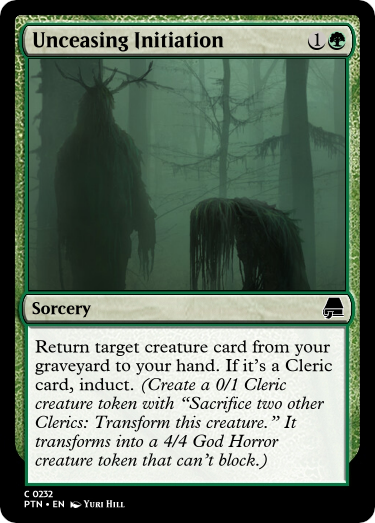 Unceasing Initiation 1
Sorcery
Return target creature card from your
graveyard to your hand. If it's a Cleric
card, induct. (Create a 0/1 Cleric
creature token with “Sacrifice two other
Clerics: Transform this creature.” It
transforms into a 4/4 God Horror
creature token that can't block.)
C 0232
PTN • EN Yuri Hill